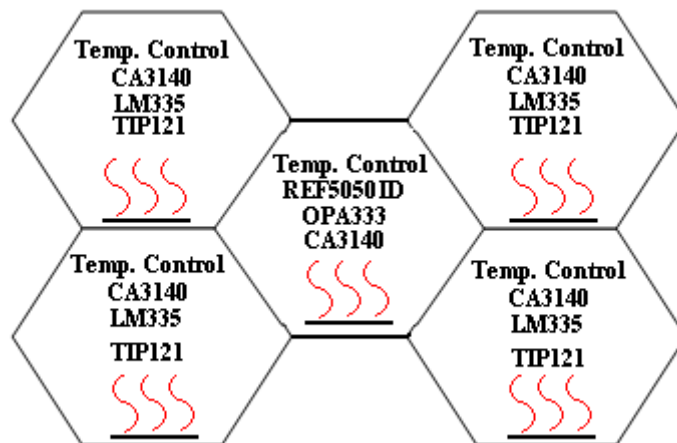 Temp. Control
CA3140
LM335
TIP121
Temp. Control
CA3140
LM335
TIP121
Temp. Control
REF5050ID
OPA333
CA3140
Temp. Control
CA3140
LM335
TIP121
Temp. Control
CA3140
LM335
TIP121